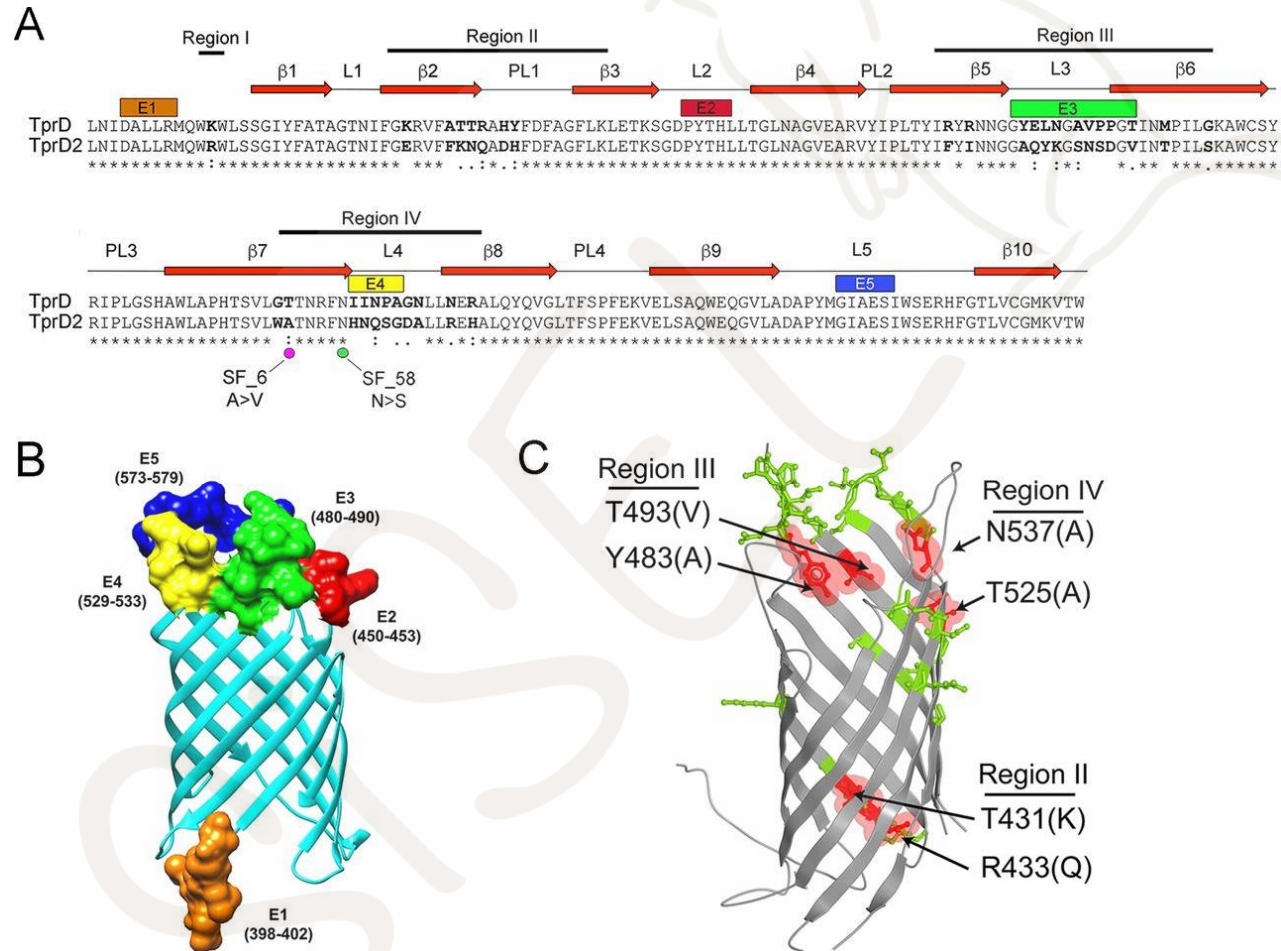 A
Region I Region II Region III
β1 L1 β2 PL1 β3 L2 β4 PL2 β5 L3 β6
E1 E2 E3
TprD LNIDALLRMQWKWLSSGIYFATAGTNIFGKRVFATTRAHYFDFAGFLKLETKSGDPYTHLLTGLNAGVEARVYIPLTYIRYRNNGGYELNGAVPPGTINMPILGKAWCSY
TprD2 LNIDALLRMQWRWLSSGIYFATAGTNIFGERVFFKNQADHFDFAGFLKLETKSGDPYTHLLTGLNAGVEARVYIPLTYIFYINNGGAQYKGSNSDGVINTPILSKAWCSY
***********:***************** *** ..:*.:*************************************** * **** : :*:   *.** ***.******
Region IV
PL3 β7 L4 β8 PL4 β9 L5 β10
E4 E5
TprD RIPLGSHAWLAPHTSVLGTTNRFNIINPAGNLLNERALQYQVGLTFSPFEKVELSAQWEQGVLADAPYMGIAESIWSERHFGTLVCGMKVTW
TprD2 RIPLGSHAWLAPHTSVLWATNRFNHNQSGDALLREHALQYQVGLTFSPFEKVELSAQWEQGVLADAPYMGIAESIWSERHFGTLVCGMKVTW
***************** :*****  : .. **.*:********************************************************
SF_6 SF_58
A>V N>S
B
E5
(573-579)
E3
(480-490)
E4
(529-533)
E2
(450-453)
E1
(398-402)
C
Region III
T493(V)
Y483(A)
Region IV
N537(A)
T525(A)
Region II
T431(K)
R433(Q)